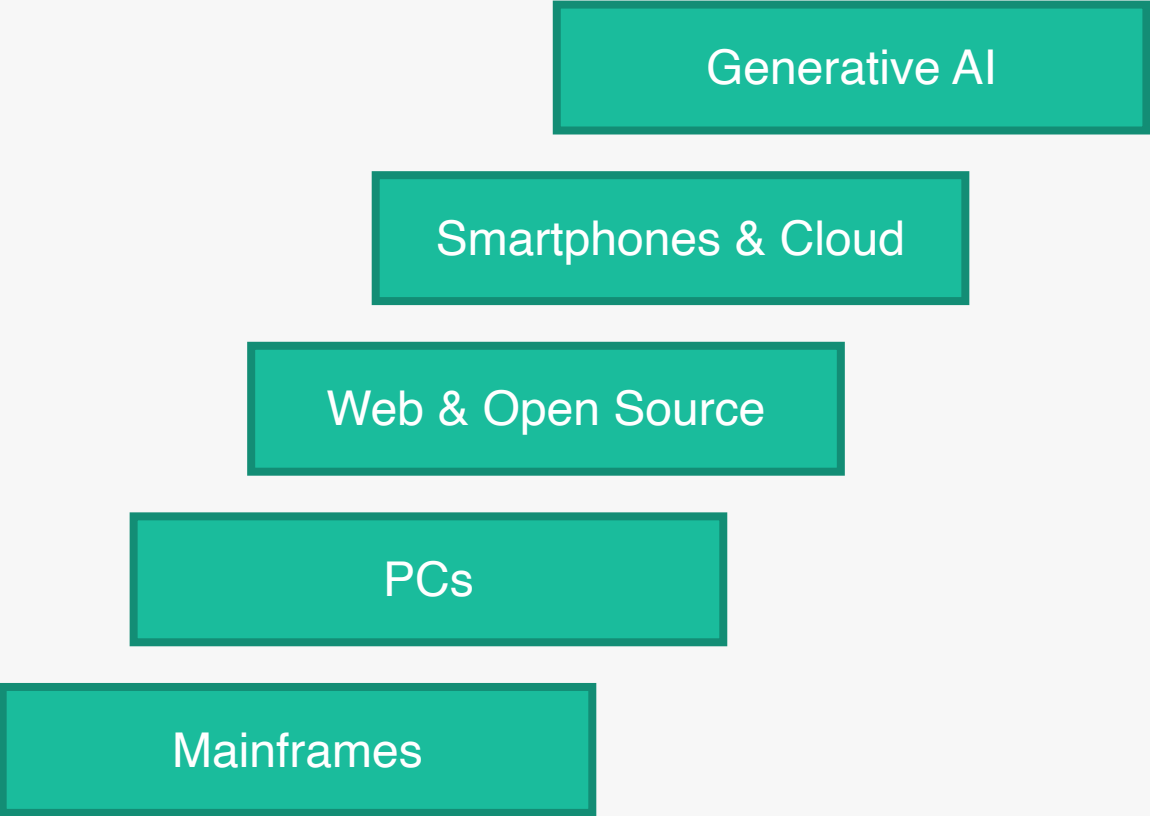 Generative AI
Smartphones & Cloud
Web & Open Source
PCs
Mainframes